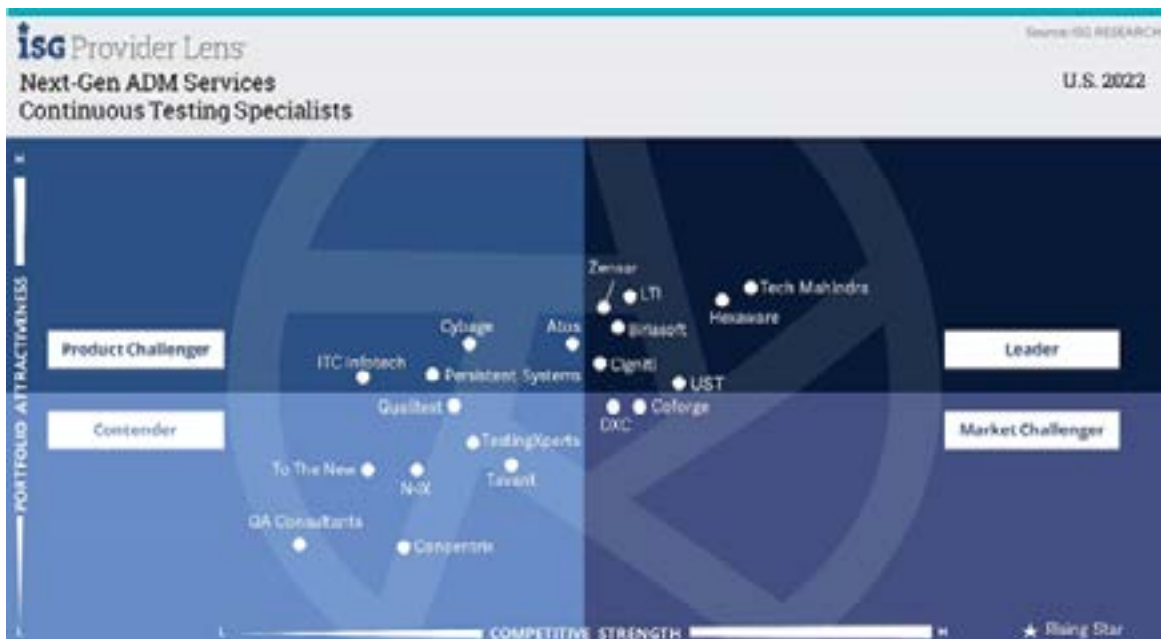 ISG Provider Lens
Source: ISG RESEARCH
Next-Gen ADM Services
U.S. 2022
Continuous Testing Specialists
H
PORTFOLIO ATTRACTIVENESS
Zensar
LTI
Tech Mahindra
Hexaware
Cybage
Atos
Birlasoft
Product Challenger
Leader
ITC Infotech
Persistent Systems
Cigniti
UST
Qualitest
DXC
Coforge
Contender
Market Challenger
TestingXperts
To The New
N-iX
Tavant
QA Consultants
Concentrix
L
L
COMPETITIVE STRENGTH
H
Rising Star